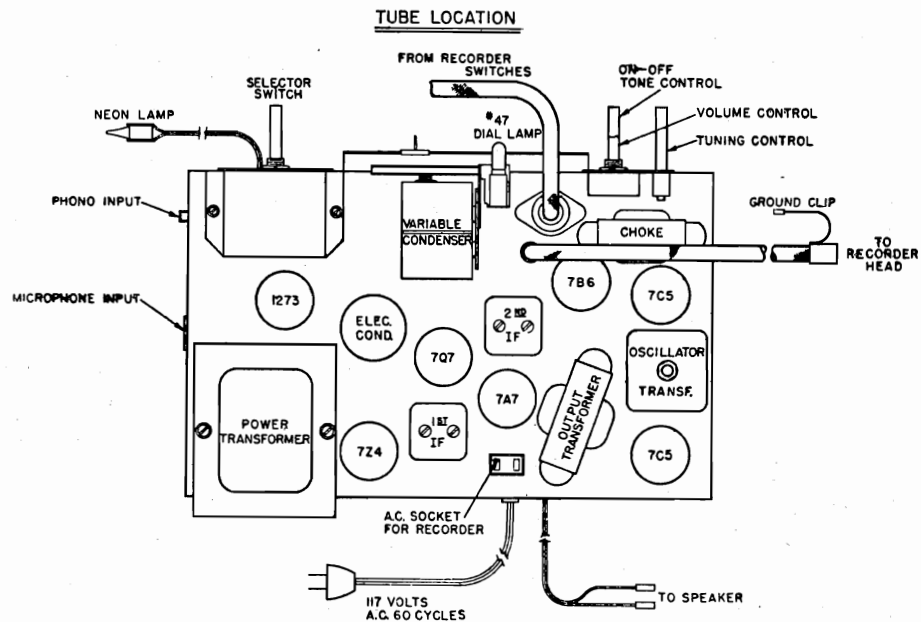 TUBE LOCATION
FROM RECORDER
SWITCHES
ON-OFF
TONE CONTROL
SELECTOR
SWITCH
VOLUME CONTROL
NEON LAMP
#47
DIAL LAMP
TUNING CONTROL
PHONO INPUT
GROUND CLIP
VARIABLE
CONDENSER
CHOKE
TO
RECORDER
HEAD
MICROPHONE INPUT
1273
7B6
7C5
ELEC.
COND.
2ND
IF
7Q7
OSCILLATOR
TRANSF.
7A7
OUTPUT
TRANSFORMER
POWER
TRANSFORMER
1ST
IF
7Z4
7C5
A.C. SOCKET
FOR RECORDER
117 VOLTS
A.C. 60 CYCLES
TO SPEAKER